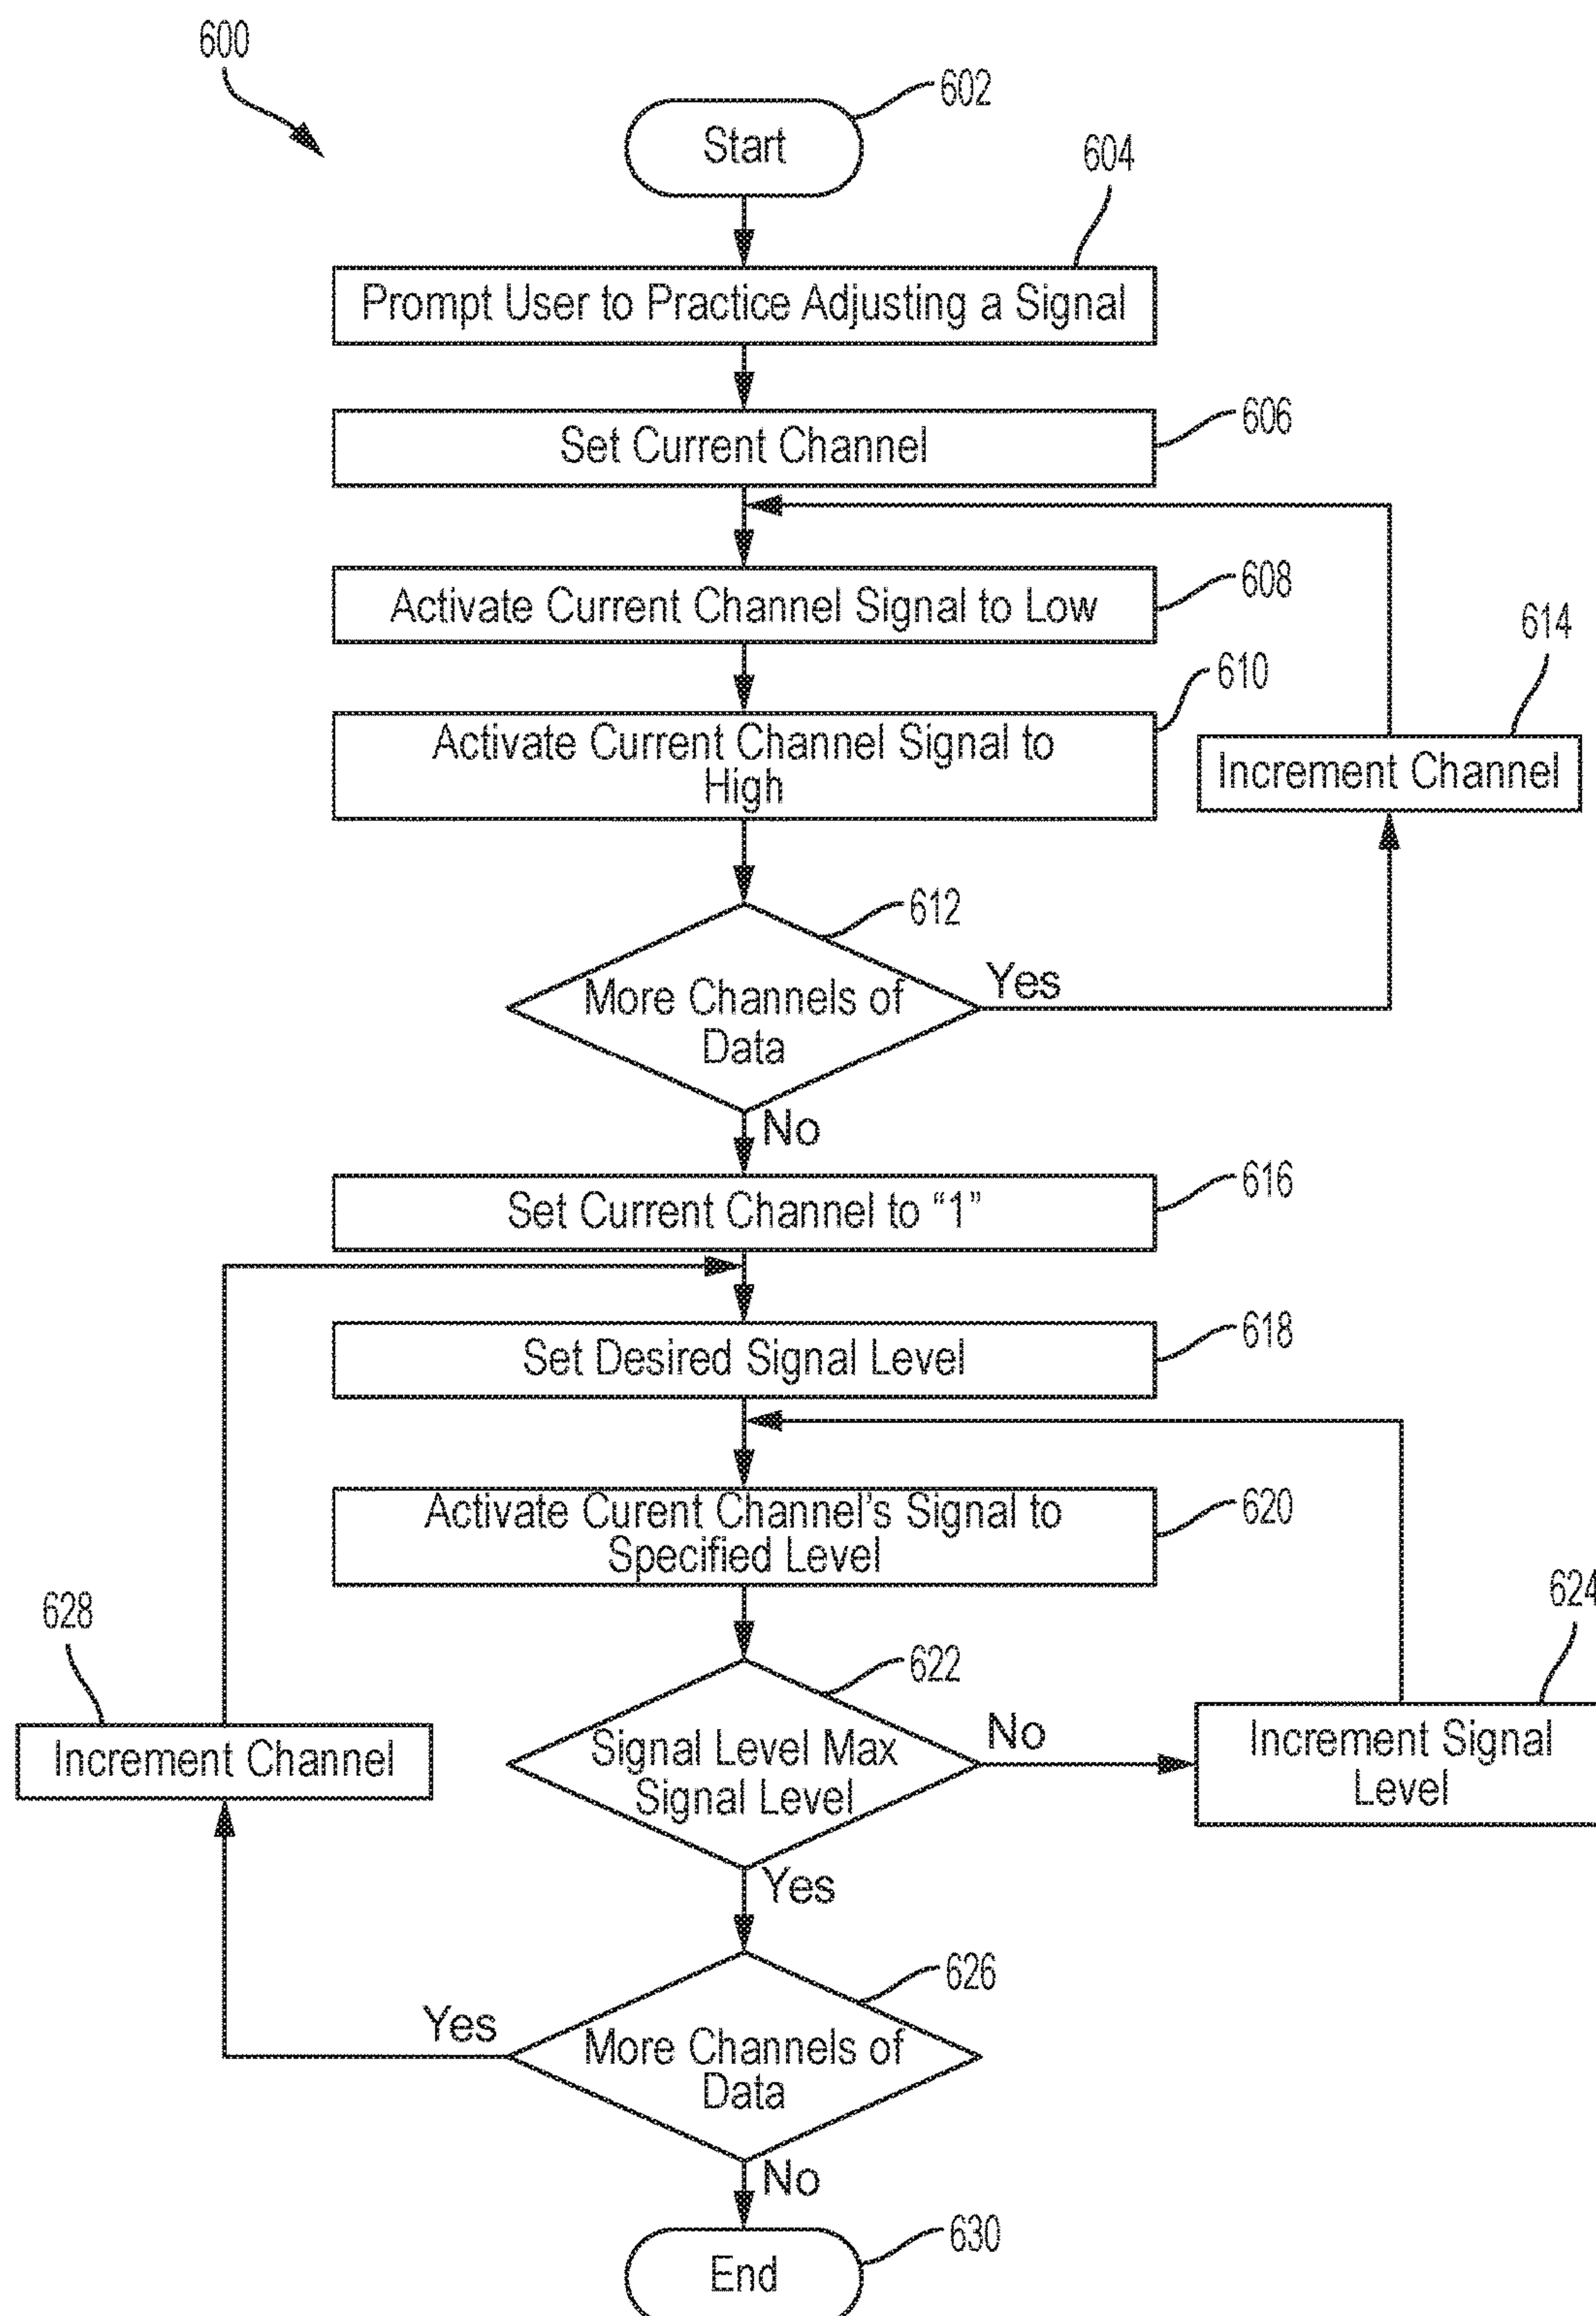 600
602
Start
604
Prompt User to Practice Adjusting a Signal
606
Set Current Channel
608
Activate Current Channel Signal to Low
610
614
Activate Current Channel Signal to
High
Increment Channel
612
More Channels of
Data
Yes
No
616
Set Current Channel to “1”
618
Set Desired Signal Level
620
Activate Curent Channel’s Signal to
Specified Level
628
624
622
Increment Channel
Signal Level Max
Signal Level
No
Increment Signal
Level
Yes
626
Yes
More Channels of
Data
No
630
End